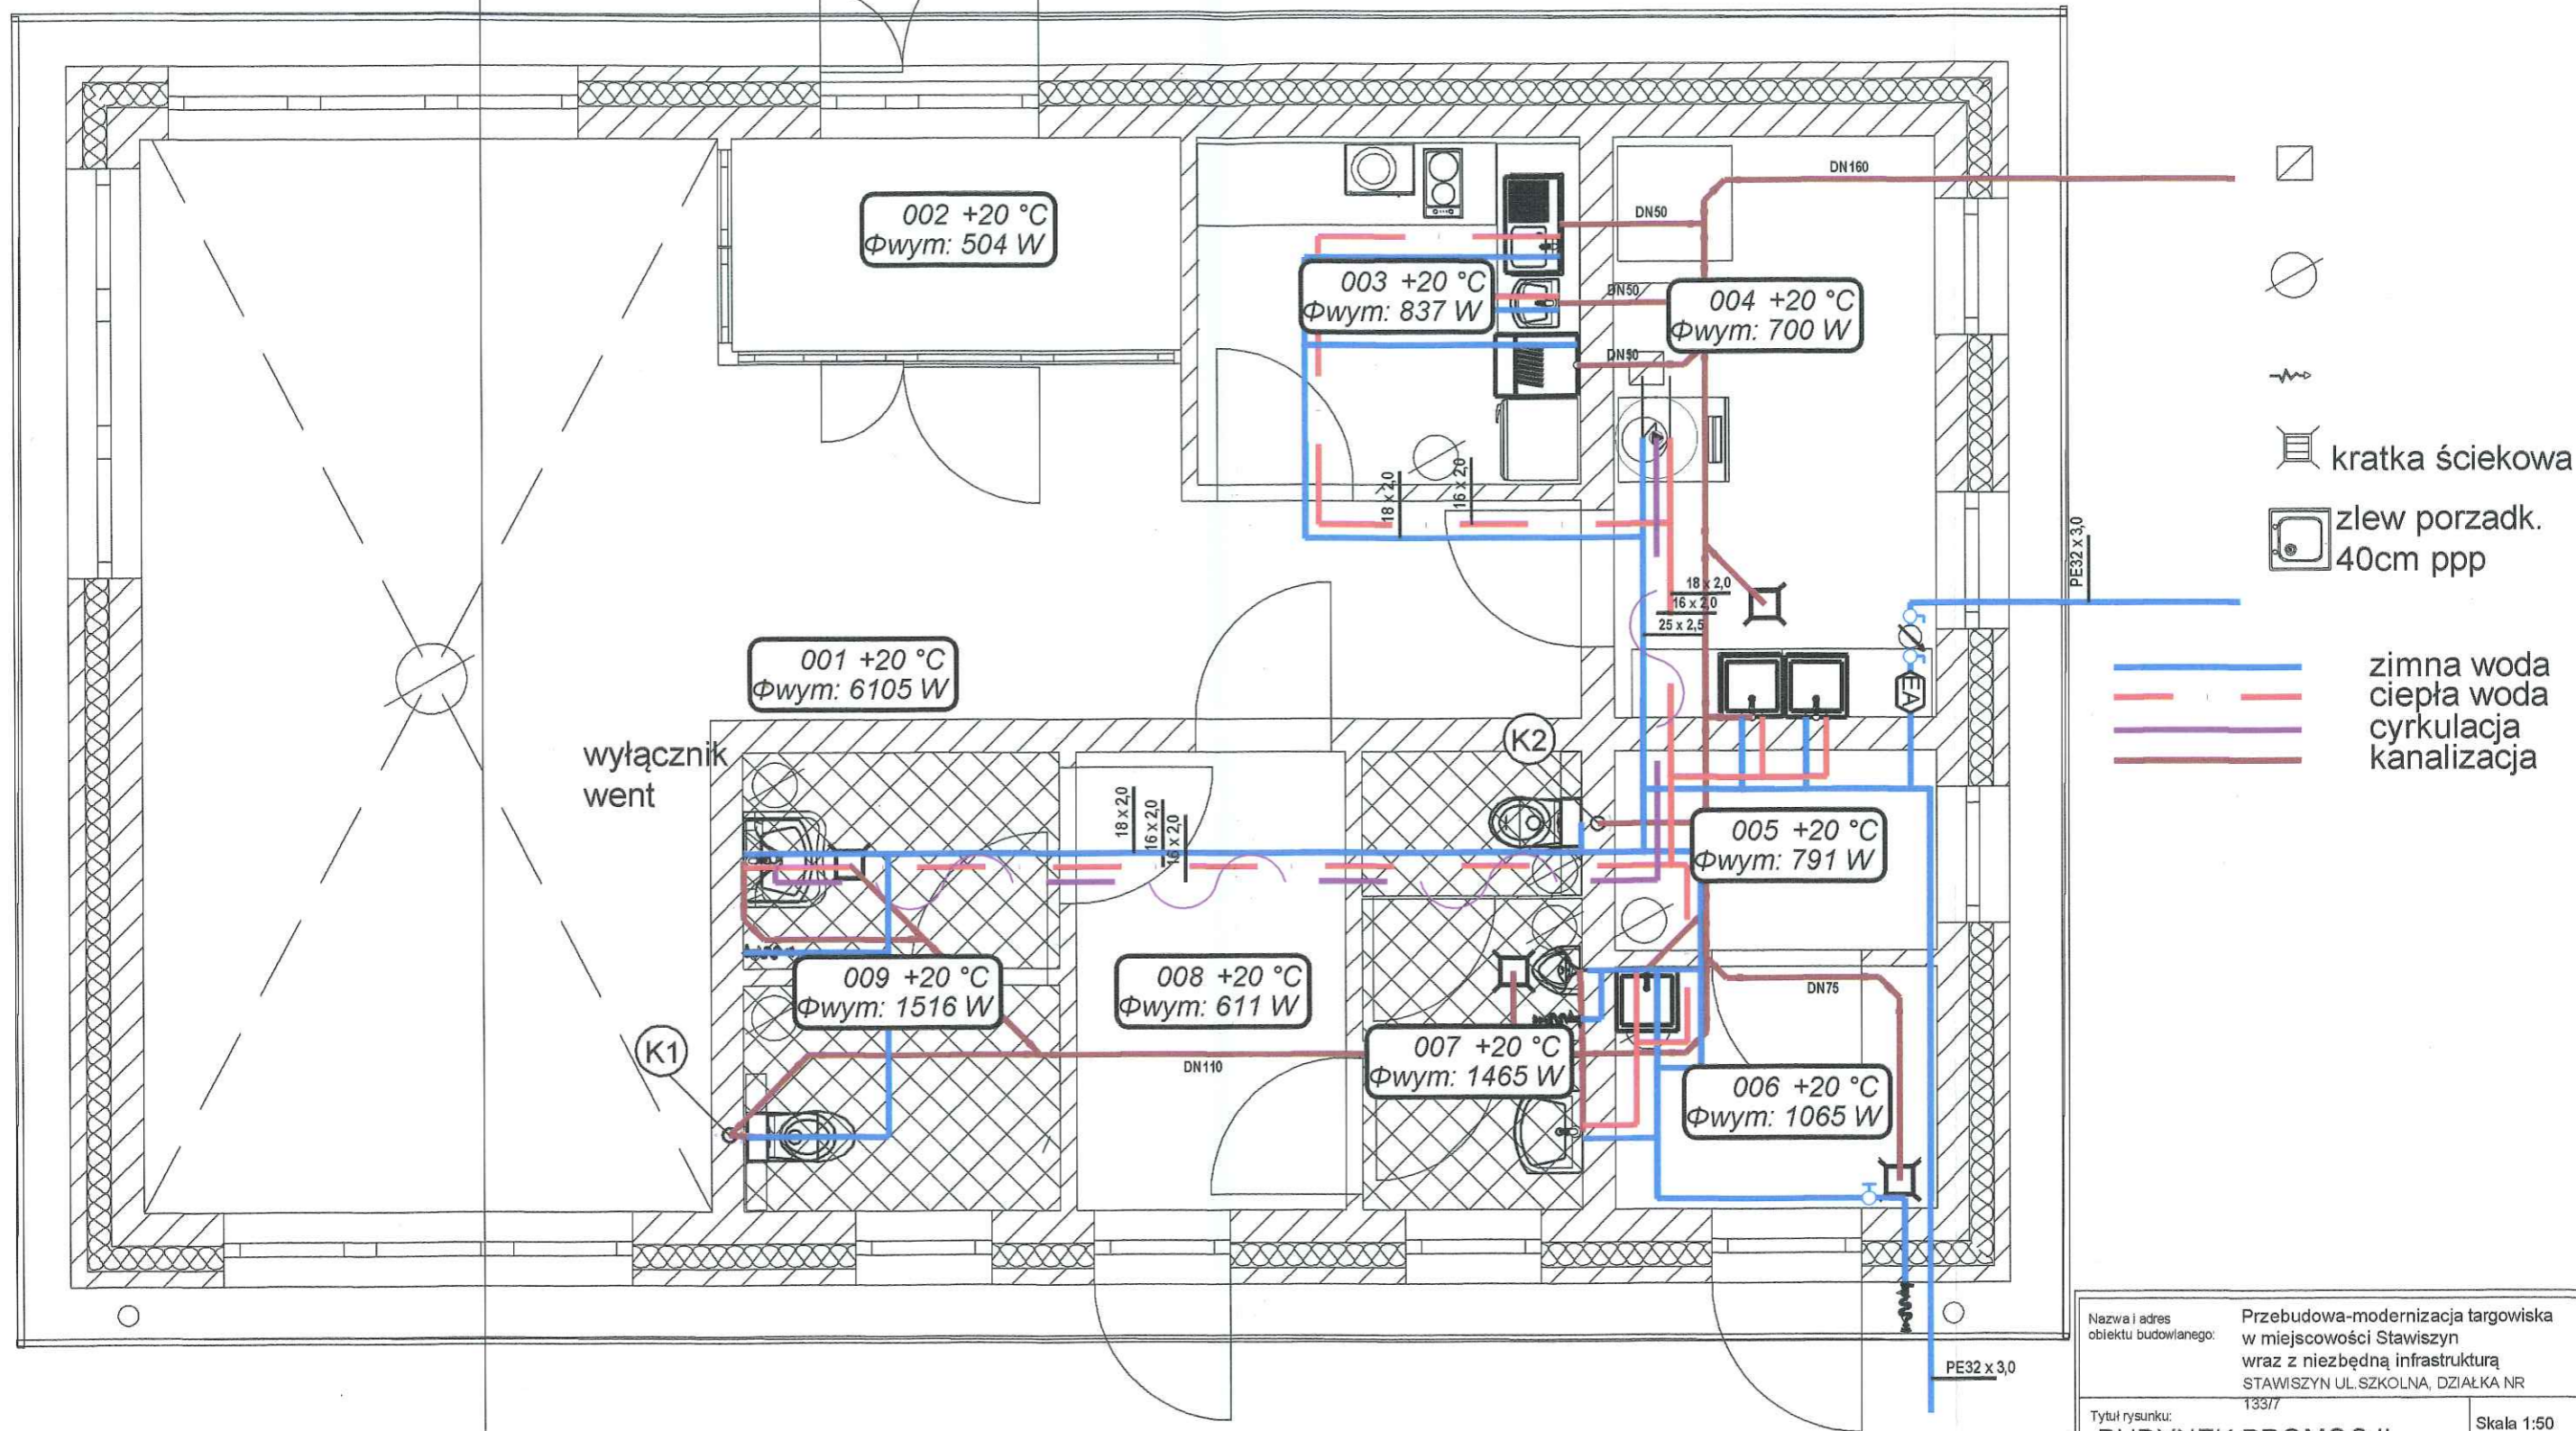 DN160
002 +20 °C
Φwym: 504 W
DN50
003 +20 °C
Φwym: 837 W
DN50
004 +20 °C
Φwym: 700 W
DN50
kratka ściekowa
18 x 2,0
16 x 2,0
zlew porzadk.
40cm ppp
PE32 x 3,0
18 x 2,0
16 x 2,0
25 x 2,5
001 +20 °C
Φwym: 6105 W
EA
zimna woda
ciepła woda
cyrkulacja
kanalizacja
wyłącznik
went
K2
18 x 2,0
16 x 2,0
16 x 2,0
005 +20 °C
Φwym: 791 W
009 +20 °C
Φwym: 1516 W
008 +20 °C
Φwym: 611 W
DN75
K1
007 +20 °C
Φwym: 1465 W
DN110
006 +20 °C
Φwym: 1065 W
PE32 x 3,0
Nazwa i adres
obiektu budowlanego:
Przebudowa-modernizacja targowiska
w miejscowości Stawiszyn
wraz z niezbędną infrastrukturą
STAWISZYN UL.SZKOLNA, DZIAŁKA NR
133/7
Tytuł rysunku:
Skala 1:50